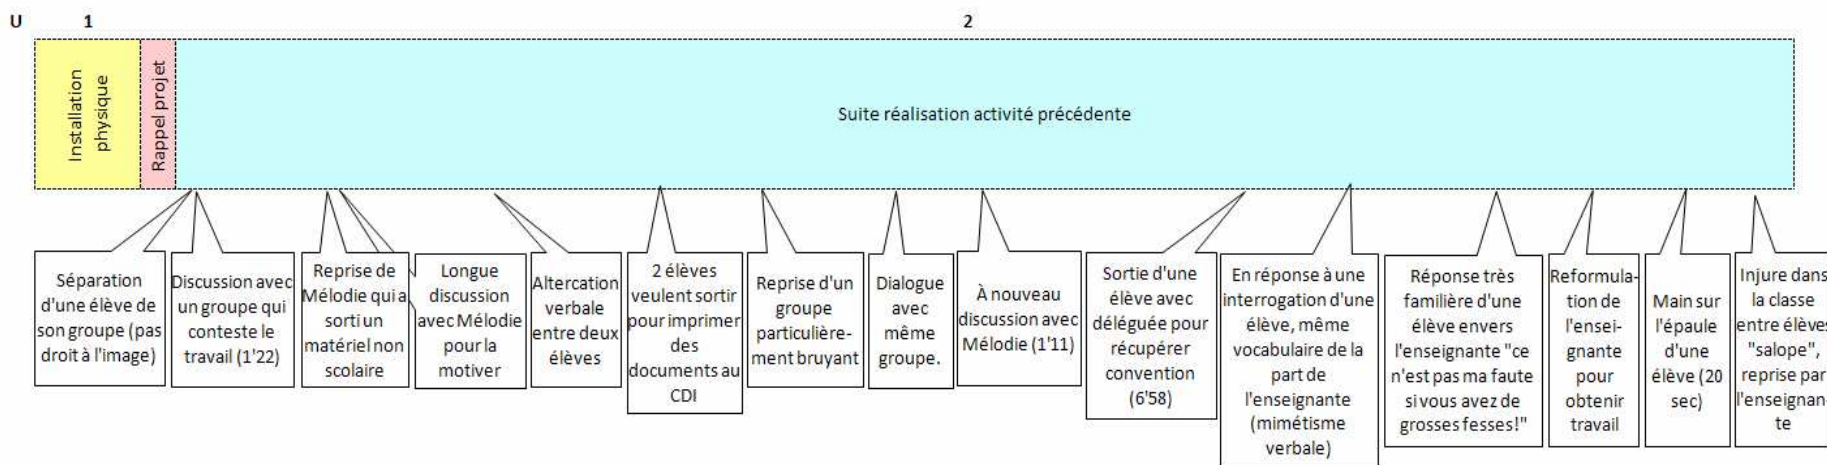 U 1 2
Installation
physique
Rappel projet
Suite réalisation activité précédente
Séparation
d'une élève de
son groupe (pas
droit à l'image)
Discussion avec
un groupe qui
conteste le
travail (1'22)
Reprise de
Mélodie qui a
sorti un
matériel non
scolaire
Longue
discussion
avec Mélodie
pour la
motiver
Altercation
verbale
entre deux
élèves
2 élèves
veulent sortir
pour imprimer
des
documents au
CDI
Reprise d'un
groupe
particulière-
ment bruyant
Dialogue
avec
même
groupe.
À nouveau
discussion avec
Mélodie (1'11)
Sortie d'une
élève avec
déléguée pour
récupérer
convention
(6'58)
En réponse à une
interrogation d'une
élève, même
vocabulaire de la
part de
l'enseignante
(mimétisme
verbale)
Réponse très
familière d'une
élève envers
l'enseignante "ce
n'est pas ma faute
si vous avez de
grosses fesses!"
Reformula-
tion de
l'ensei-
gnante
pour
obtenir
travail
Main sur
l'épaule
d'une
élève (20
sec)
Injure dans
la classe
entre élèves
"salope",
reprise par
l'enseignan-
te